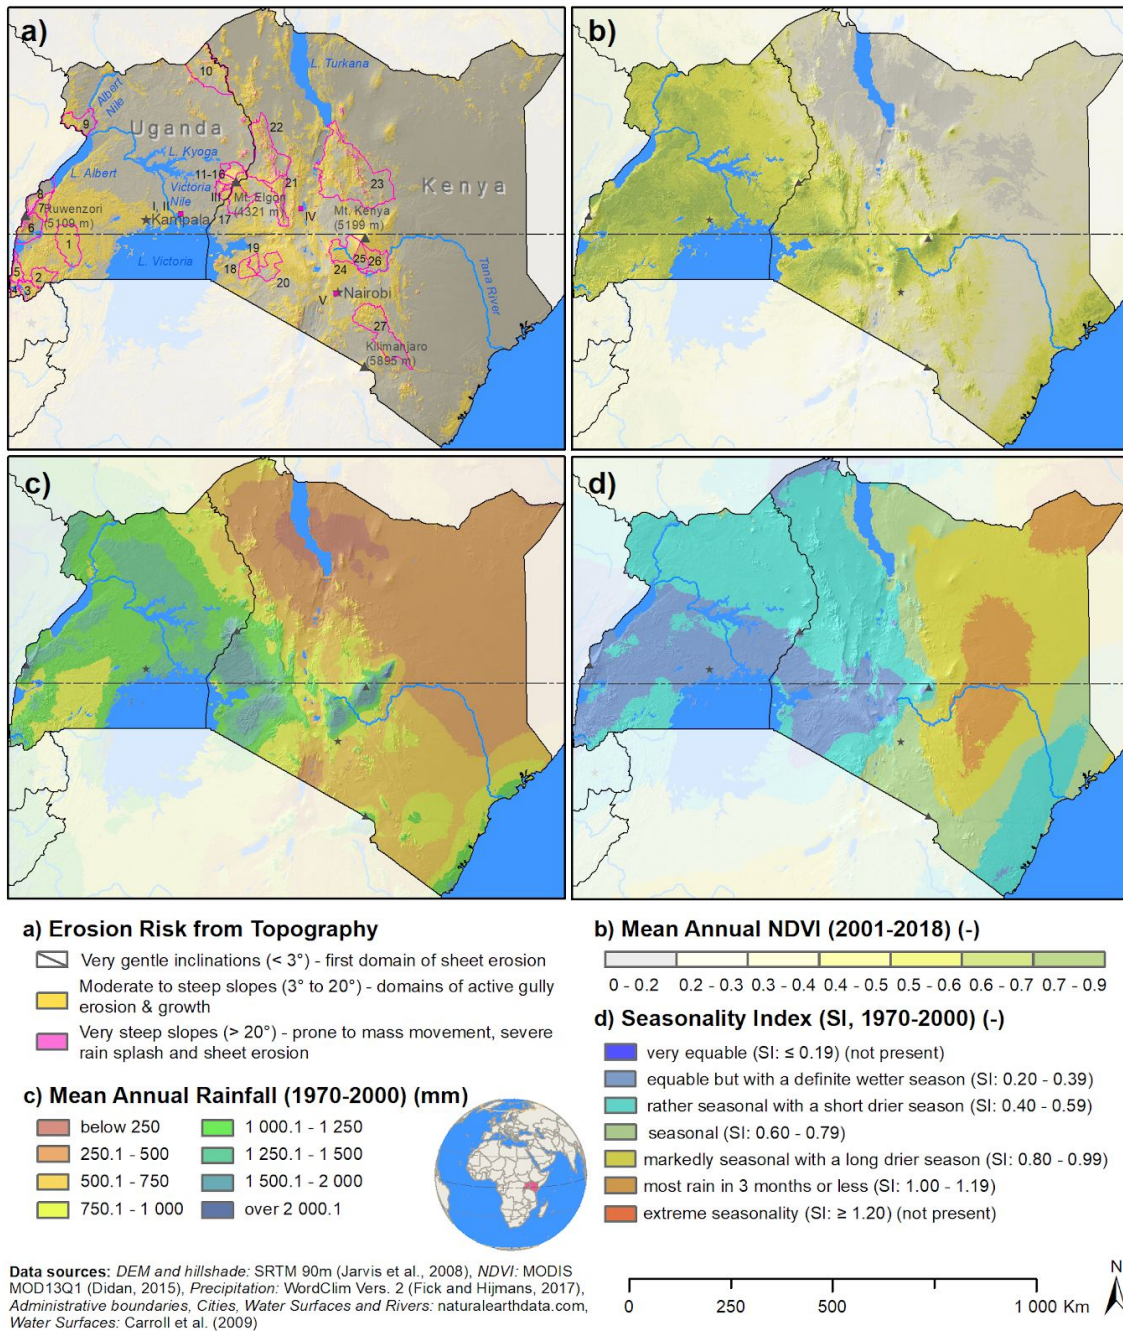 a)
10
L. Turkana
Albert
Nile
9
Uganda
22
L. Kyoga
L. Albert
11-16
Victoria
Nile
III
Mt. Elgon
(4321 m)
21
23
Kenya
8
7
Ruwenzori
(5109 m)
I, II
Kampala
17
IV
Mt. Kenya
(5199 m)
6
1
L. Victoria
19
18
20
24
25
26
5
2
4
3
V
Nairobi
Tana River
27
Kilimanjaro
(5895 m)
b)
c)
d)
a) Erosion Risk from Topography
Very gentle inclinations (< 3°) - first domain of sheet erosion
Moderate to steep slopes (3° to 20°) - domains of active gully
erosion & growth
Very steep slopes (> 20°) - prone to mass movement, severe
rain splash and sheet erosion
c) Mean Annual Rainfall (1970-2000) (mm)
below 250
250.1 - 500
500.1 - 750
750.1 - 1 000
1 000.1 - 1 250
1 250.1 - 1 500
1 500.1 - 2 000
over 2 000.1
b) Mean Annual NDVI (2001-2018) (-)
0 - 0.2 0.2 - 0.3 0.3 - 0.4 0.4 - 0.5 0.5 - 0.6 0.6 - 0.7 0.7 - 0.9
d) Seasonality Index (SI, 1970-2000) (-)
very equable (SI: ≤ 0.19) (not present)
equable but with a definite wetter season (SI: 0.20 - 0.39)
rather seasonal with a short drier season (SI: 0.40 - 0.59)
seasonal (SI: 0.60 - 0.79)
markedly seasonal with a long drier season (SI: 0.80 - 0.99)
most rain in 3 months or less (SI: 1.00 - 1.19)
extreme seasonality (SI: ≥ 1.20) (not present)
Data sources: DEM and hillshade: SRTM 90m (Jarvis et al., 2008), NDVI: MODIS
MOD13Q1 (Didan, 2015), Precipitation: WordClim Vers. 2 (Fick and Hijmans, 2017),
Administrative boundaries, Cities, Water Surfaces and Rivers: naturalearthdata.com,
Water Surfaces: Carroll et al. (2009)
0 250 500 1 000 Km
N